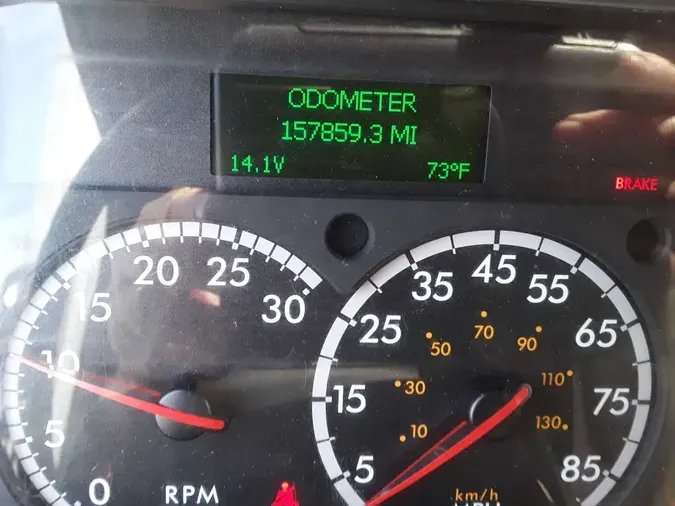 ODOMETER
157859.3 MI
14.1V 73°F
BRAKE
0 5 10 15 20 25 30
RPM
5 15 25 35 45 55 65 75 85
10 30 50 70 90 110 130
km/h
MPH